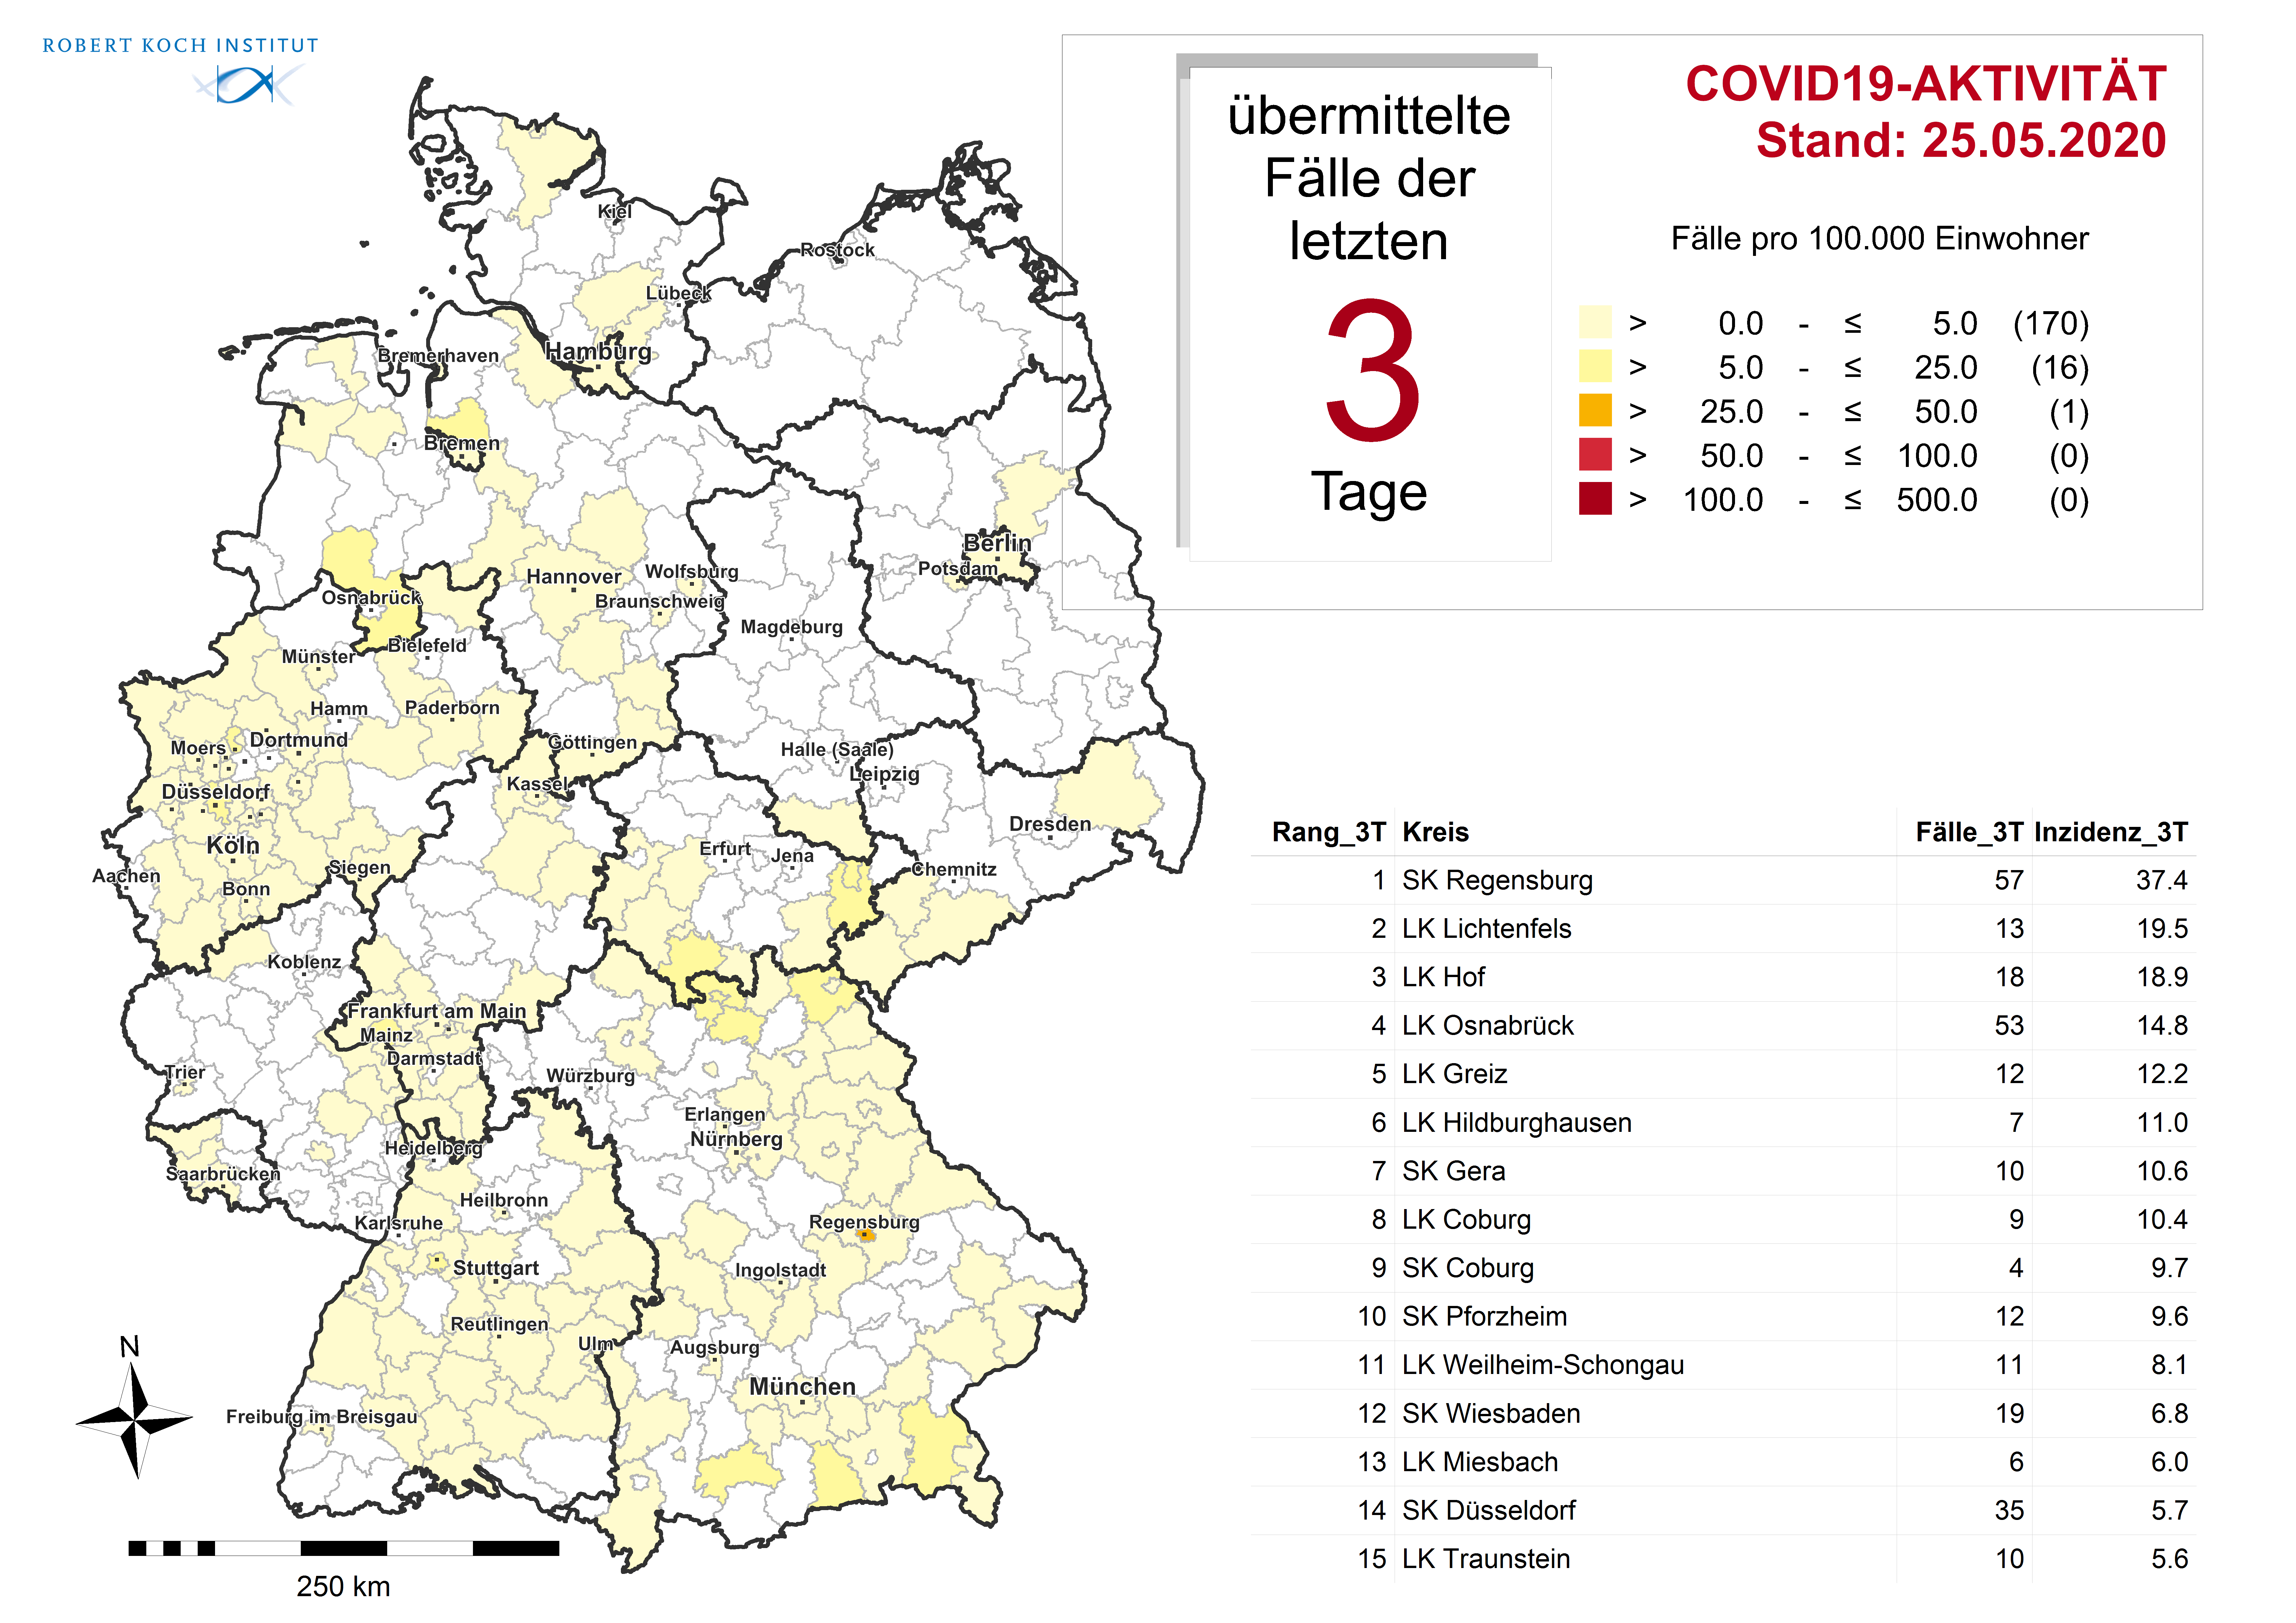 ROBERT KOCH INSTITUT
übermittelte
Fälle der
letzten
3
Tage
COVID19-AKTIVITÄT
Stand: 25.05.2020
Fälle pro 100.000 Einwohner
> 0.0 - ≤ 5.0 (170)
> 5.0 - ≤ 25.0 (16)
> 25.0 - ≤ 50.0 (1)
> 50.0 - ≤ 100.0 (0)
> 100.0 - ≤ 500.0 (0)
Kiel
Rostock
Lübeck
Hamburg
Bremerhaven
Bremen
Berlin
Potsdam
Hannover
Wolfsburg
Braunschweig
Osnabrück
Magdeburg
Bielefeld
Münster
Hamm
Paderborn
Moers
Dortmund
Göttingen
Halle (Saale)
Leipzig
Kassel
Düsseldorf
Dresden
Köln
Erfurt
Jena
Siegen
Chemnitz
Aachen
Bonn
Koblenz
Frankfurt am Main
Mainz
Darmstadt
Trier
Würzburg
Erlangen
Nürnberg
Heidelberg
Saarbrücken
Heilbronn
Karlsruhe
Regensburg
Stuttgart
Ingolstadt
Reutlingen
Ulm
Augsburg
München
Freiburg im Breisgau
N
250 km
Rang_3T Kreis Fälle_3T Inzidenz_3T
1 SK Regensburg 57 37.4
2 LK Lichtenfels 13 19.5
3 LK Hof 18 18.9
4 LK Osnabrück 53 14.8
5 LK Greiz 12 12.2
6 LK Hildburghausen 7 11.0
7 SK Gera 10 10.6
8 LK Coburg 9 10.4
9 SK Coburg 4 9.7
10 SK Pforzheim 12 9.6
11 LK Weilheim-Schongau 11 8.1
12 SK Wiesbaden 19 6.8
13 LK Miesbach 6 6.0
14 SK Düsseldorf 35 5.7
15 LK Traunstein 10 5.6